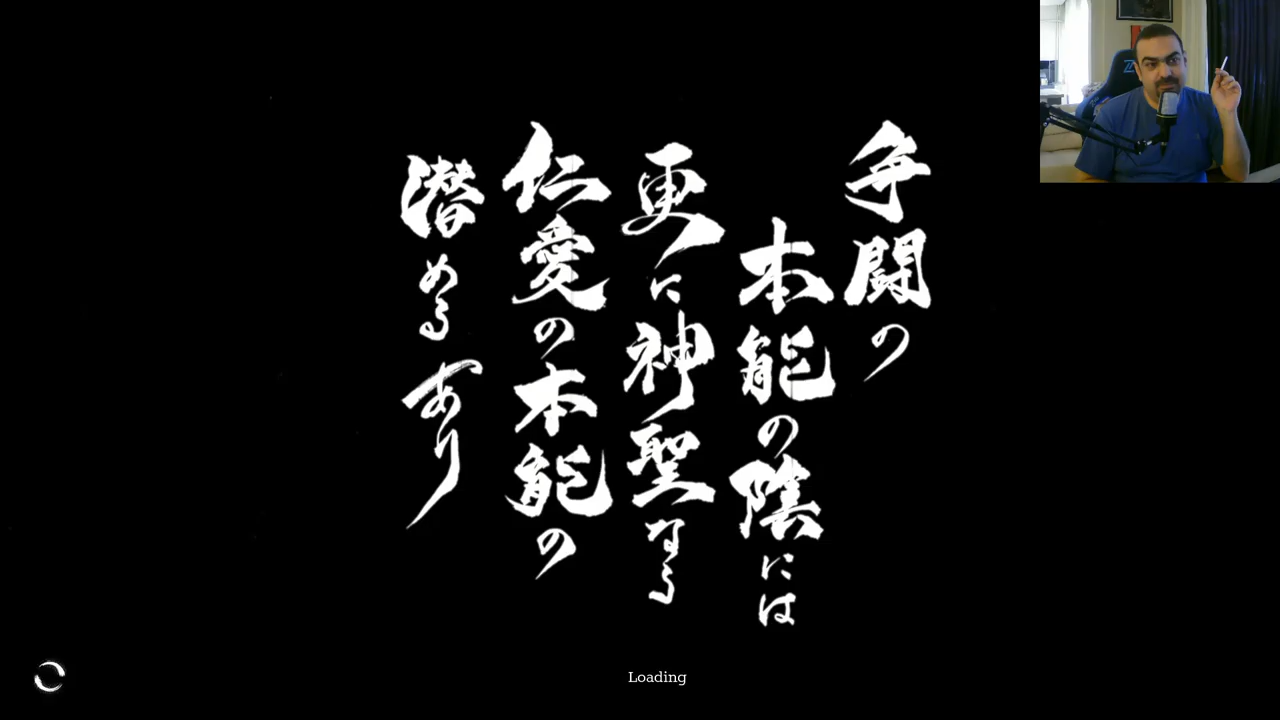 争闘の
本能の陰には
更に神聖なる
仁愛の本能の
潜めるあり
Loading